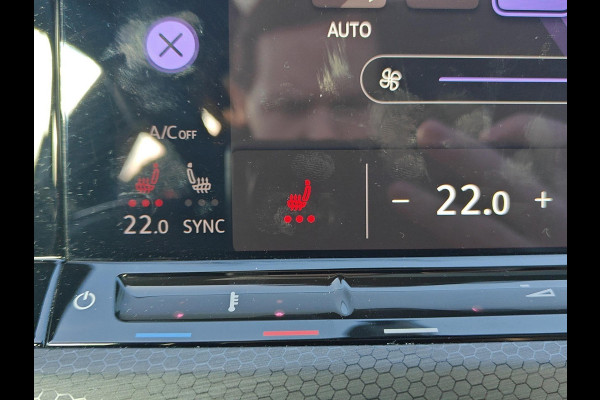 AUTO
A/C OFF
22.0 SYNC
− 22.0 +